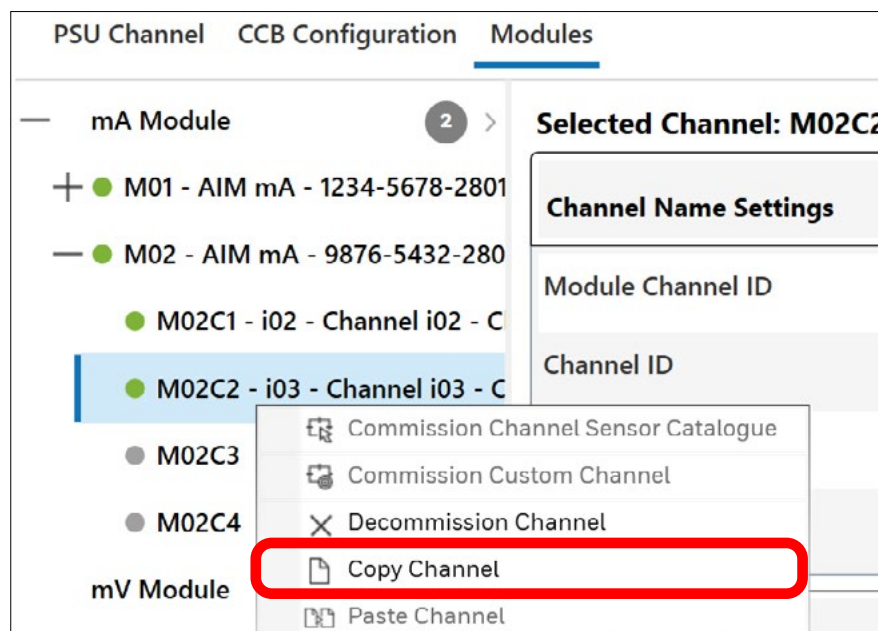 PSU Channel CCB Configuration Modules
mA Module 2
Selected Channel: M02C2
M01 - AIM mA - 1234-5678-2801
Channel Name Settings
M02 - AIM mA - 9876-5432-280
Module Channel ID
M02C1 - i02 - Channel i02 - C
Channel ID
M02C2 - i03 - Channel i03 - C
Commission Channel Sensor Catalogue
M02C3
Commission Custom Channel
M02C4
Decommission Channel
Copy Channel
mV Module
Paste Channel